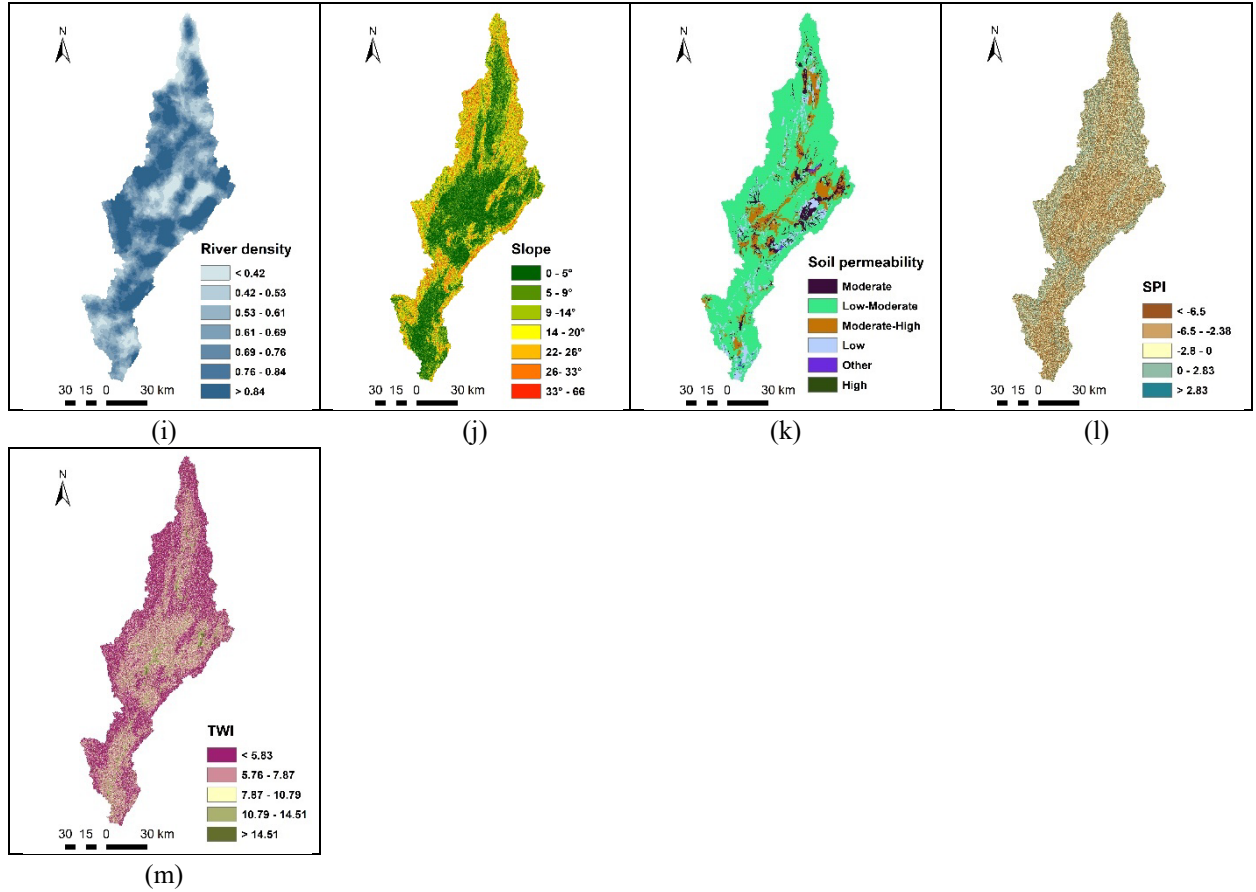 N
River density
< 0.42
0.42 - 0.53
0.53 - 0.61
0.61 - 0.69
0.69 - 0.76
0.76 - 0.84
> 0.84
30 15 0 30 km
(i)
N
Slope
0 - 5°
5 - 9°
9 -14°
14 - 20°
22 - 26°
26- 33°
33° - 66
30 15 0 30 km
(j)
N
Soil permeability
Moderate
Low-Moderate
Moderate-High
Low
Other
High
30 15 0 30 km
(k)
N
SPI
< -6.5
-6.5 - -2.38
-2.8 - 0
0 - 2.83
> 2.83
30 15 0 30 km
(l)
N
TWI
< 5.83
5.76 - 7.87
7.87 - 10.79
10.79 - 14.51
> 14.51
30 15 0 30 km
(m)